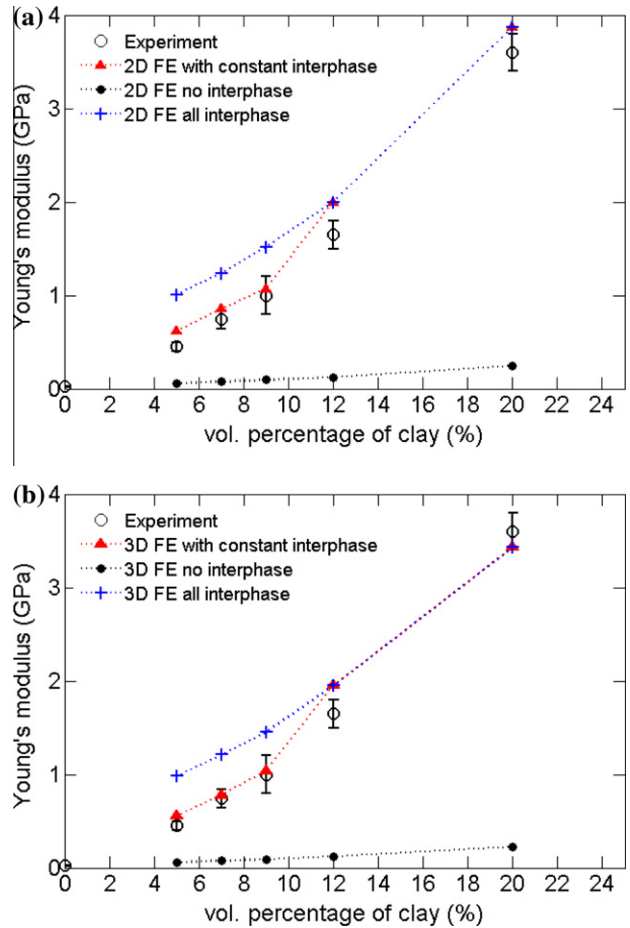 (a)
4
3
2
1
0
Young's modulus (GPa)
Experiment
2D FE with constant interphase
2D FE no interphase
2D FE all interphase
0 2 4 6 8 10 12 14 16 18 20 22 24
vol. percentage of clay (%)
(b)
4
3
2
1
0
Young's modulus (GPa)
Experiment
3D FE with constant interphase
3D FE no interphase
3D FE all interphase
0 2 4 6 8 10 12 14 16 18 20 22 24
vol. percentage of clay (%)